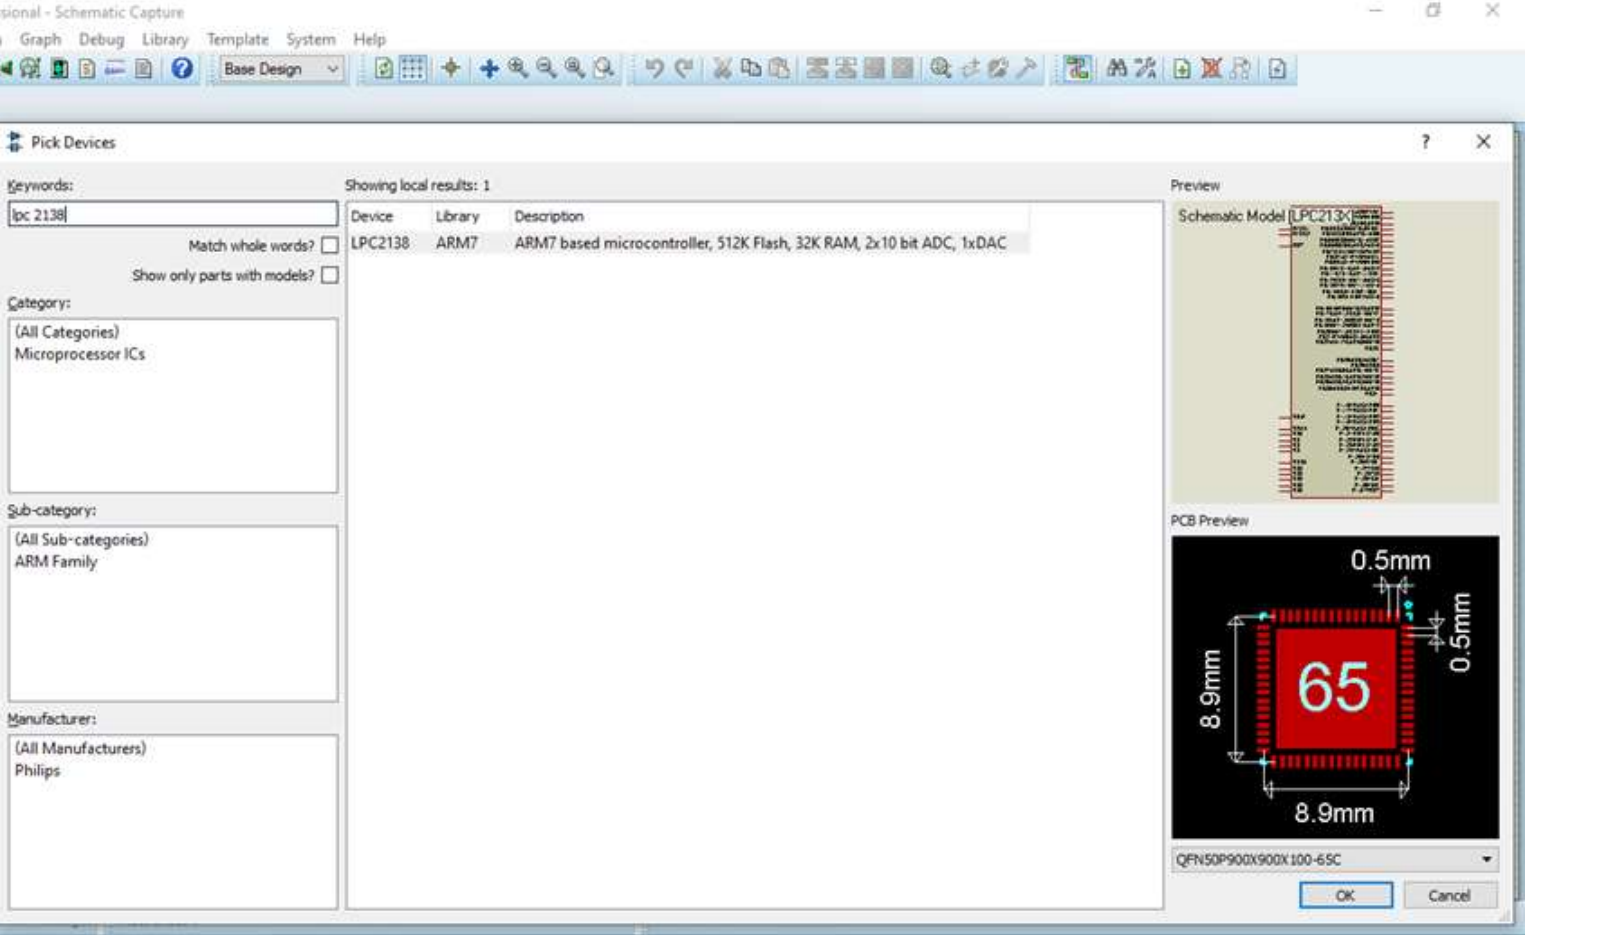 sional - Schematic Capture
Graph Debug Library Template System Help
Base Design
Pick Devices
?
Keywords:
lpc 2138
Match whole words?
Show only parts with models?
Category:
(All Categories)
Microprocessor ICs
Sub-category:
(All Sub-categories)
ARM Family
Manufacturer:
(All Manufacturers)
Philips
Showing local results: 1
Device Library Description
LPC2138 ARM7 ARM7 based microcontroller, 512K Flash, 32K RAM, 2x10 bit ADC, 1xDAC
Preview
Schematic Model [LPC213X]
PCB Preview
0.5mm
0.5mm
8.9mm
65
8.9mm
QFN50P900X900X100-65C
OK Cancel